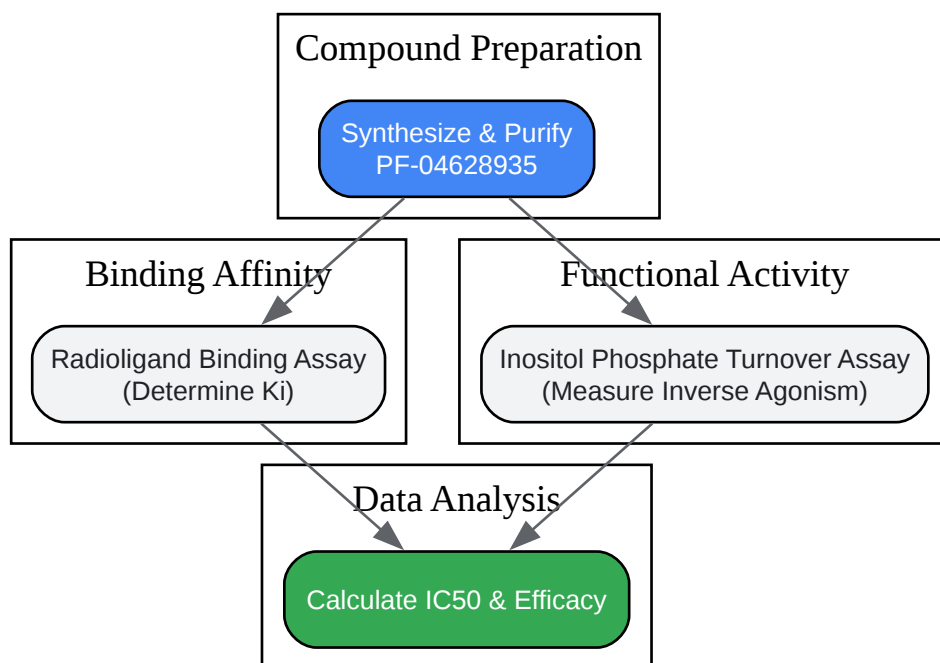 Compound Preparation
Synthesize & Purify
PF-04628935
Binding Affinity
Radioligand Binding Assay
(Determine Ki)
Functional Activity
Inositol Phosphate Turnover Assay
(Measure Inverse Agonism)
Data Analysis
Calculate IC50 & Efficacy